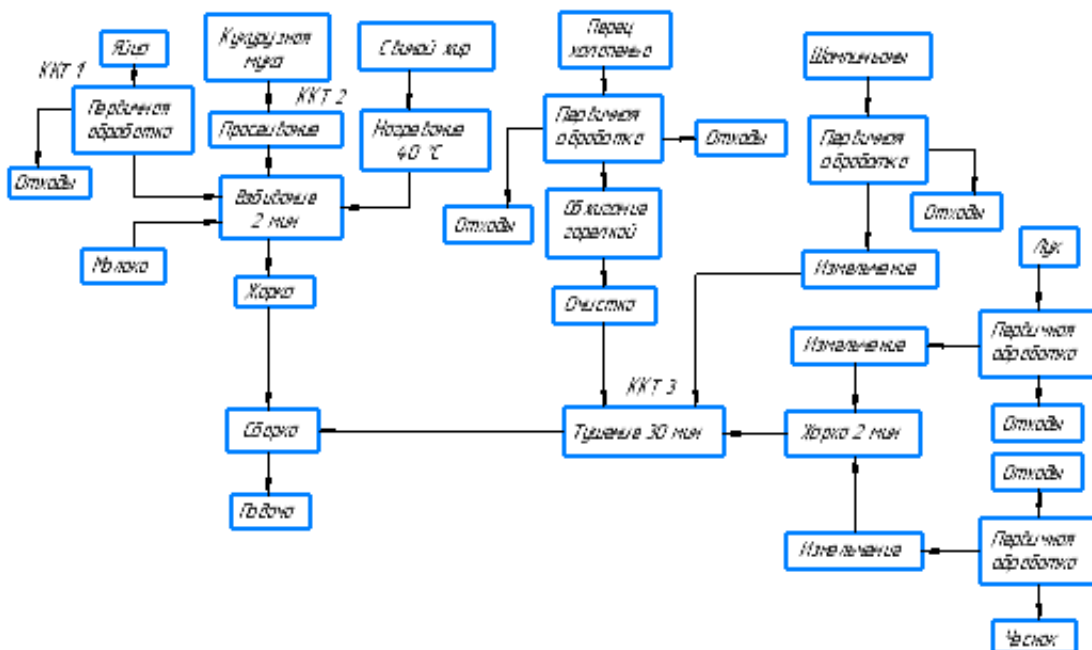 Яйцо
ККТ 1
Первичная
обработка
Отходы
Молоко
Кукурузная
мука
ККТ 2
Просеивание
Взбивание
2 мин
Жарка
Сборка
Подача
Свиной жир
Нагревание
40 °С
Перец
халапеньо
Первичная
обработка
Отходы
Отходы
Обжигание
горелкой
Очистка
ККТ 3
Тушение 30 мин
Шампиньоны
Первичная
обработка
Отходы
Измельчение
Лук
Первичная
обработка
Измельчение
Отходы
Жарка 2 мин
Отходы
Первичная
обработка
Измельчение
Чеснок